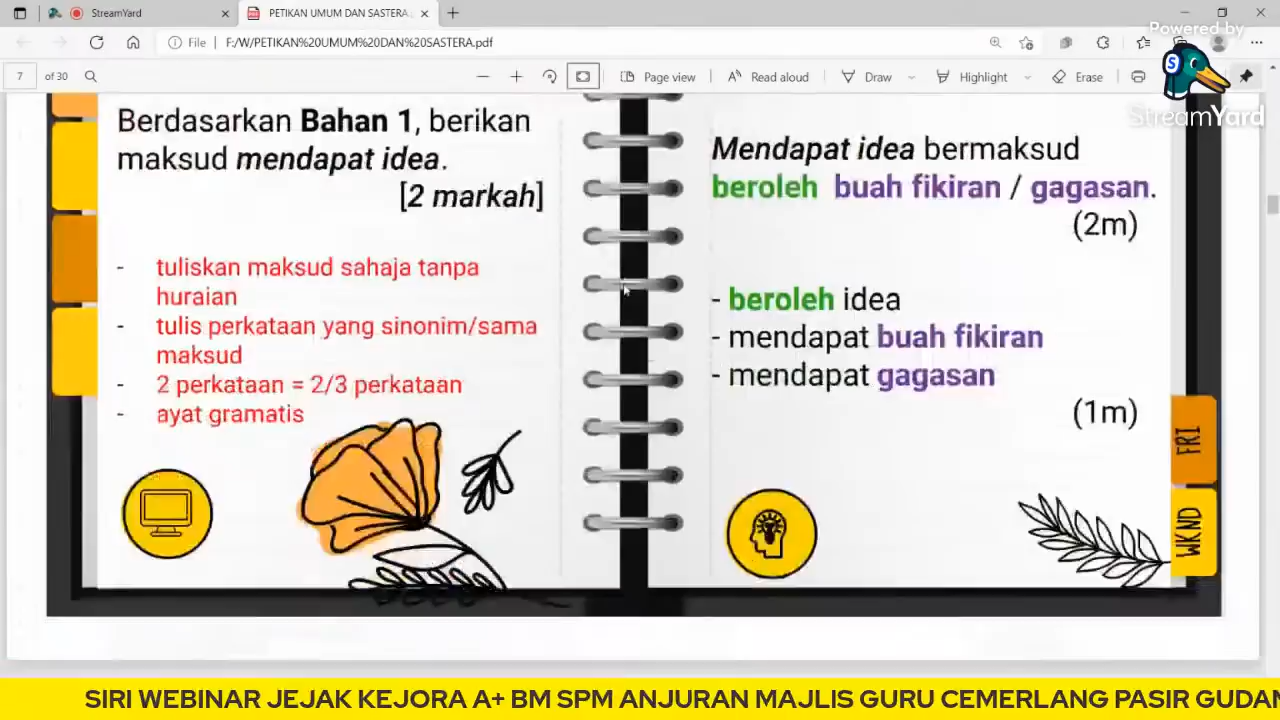 StreamYard
PETIKAN UMUM DAN SASTERA.
File
F:/W/PETIKAN%20UMUM%20DAN%20SASTERA.pdf
Powered by
StreamYard
7 of 30
Page view
Read aloud
Draw
Highlight
Erase
Berdasarkan Bahan 1, berikan
maksud mendapat idea.
[2 markah]
- tuliskan maksud sahaja tanpa
huraian
- tulis perkataan yang sinonim/sama
maksud
- 2 perkataan = 2/3 perkataan
- ayat gramatis
Mendapat idea bermaksud
beroleh buah fikiran / gagasan.
(2m)
- beroleh idea
- mendapat buah fikiran
- mendapat gagasan
(1m)
FRI
WKND
SIRI WEBINAR JEJAK KEJORA A+ BM SPM ANJURAN MAJLIS GURU CEMERLANG PASIR GUDAN